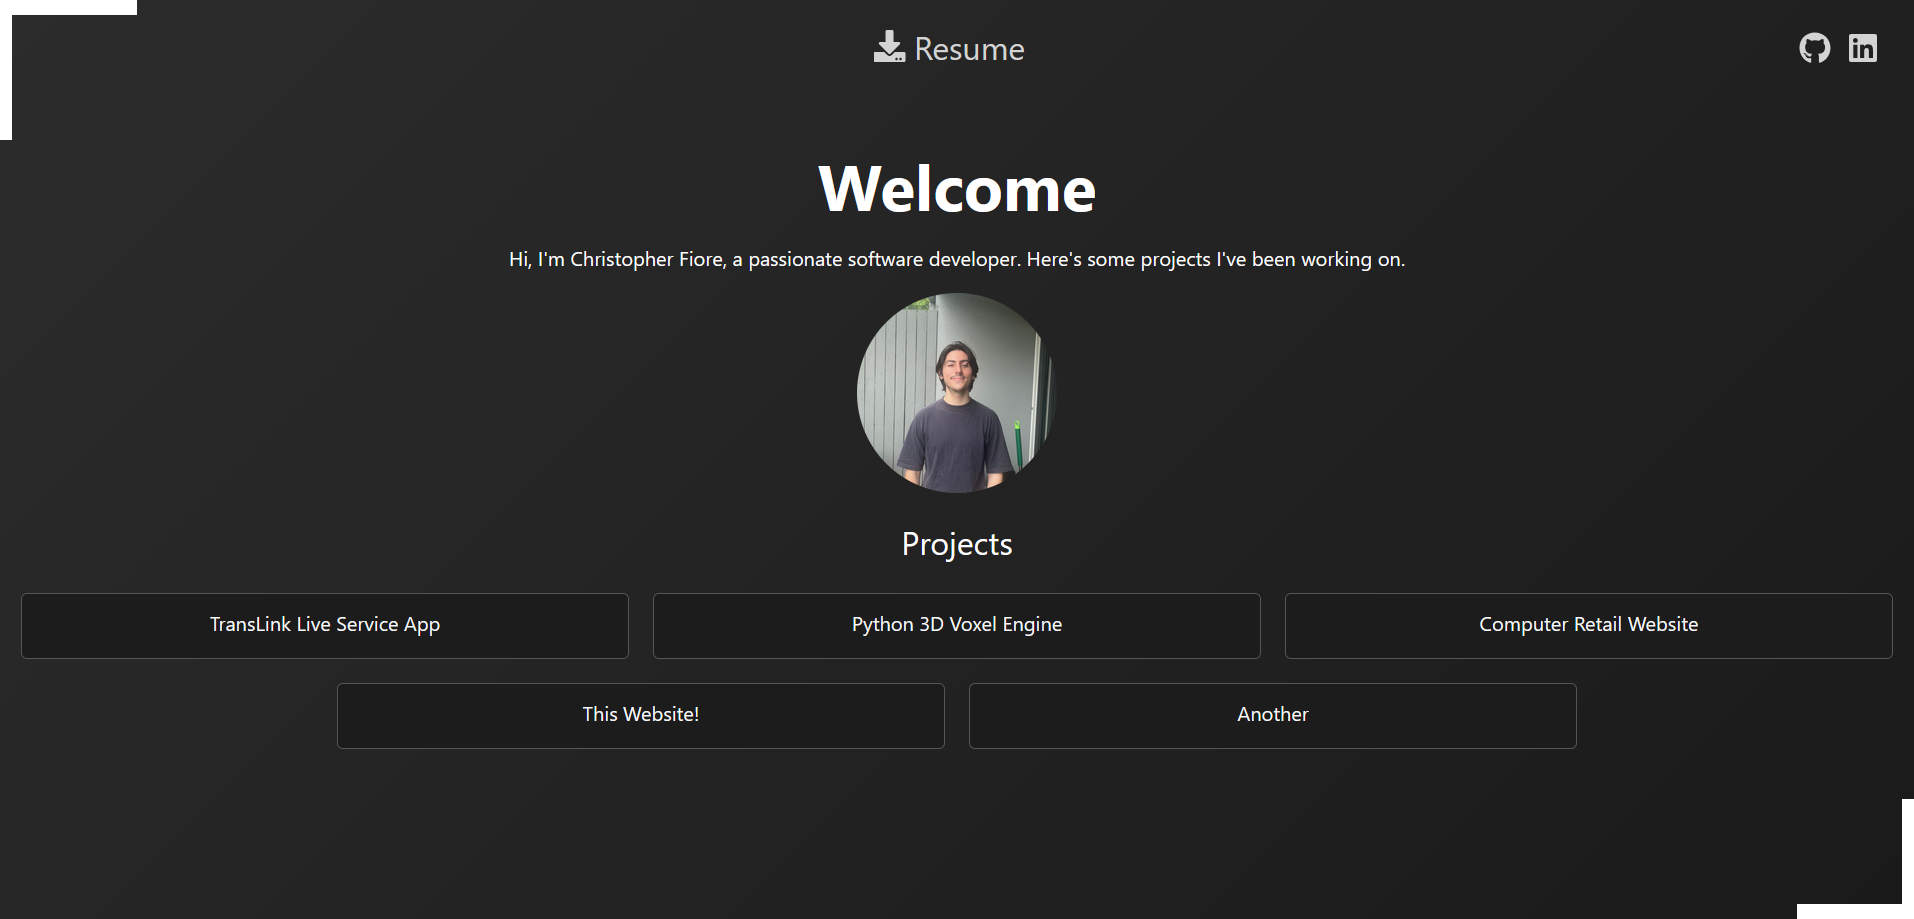 Resume
in
Welcome
Hi, I'm Christopher Fiore, a passionate software developer. Here's some projects I've been working on.
Projects
TransLink Live Service App
Python 3D Voxel Engine
Computer Retail Website
This Website!
Another